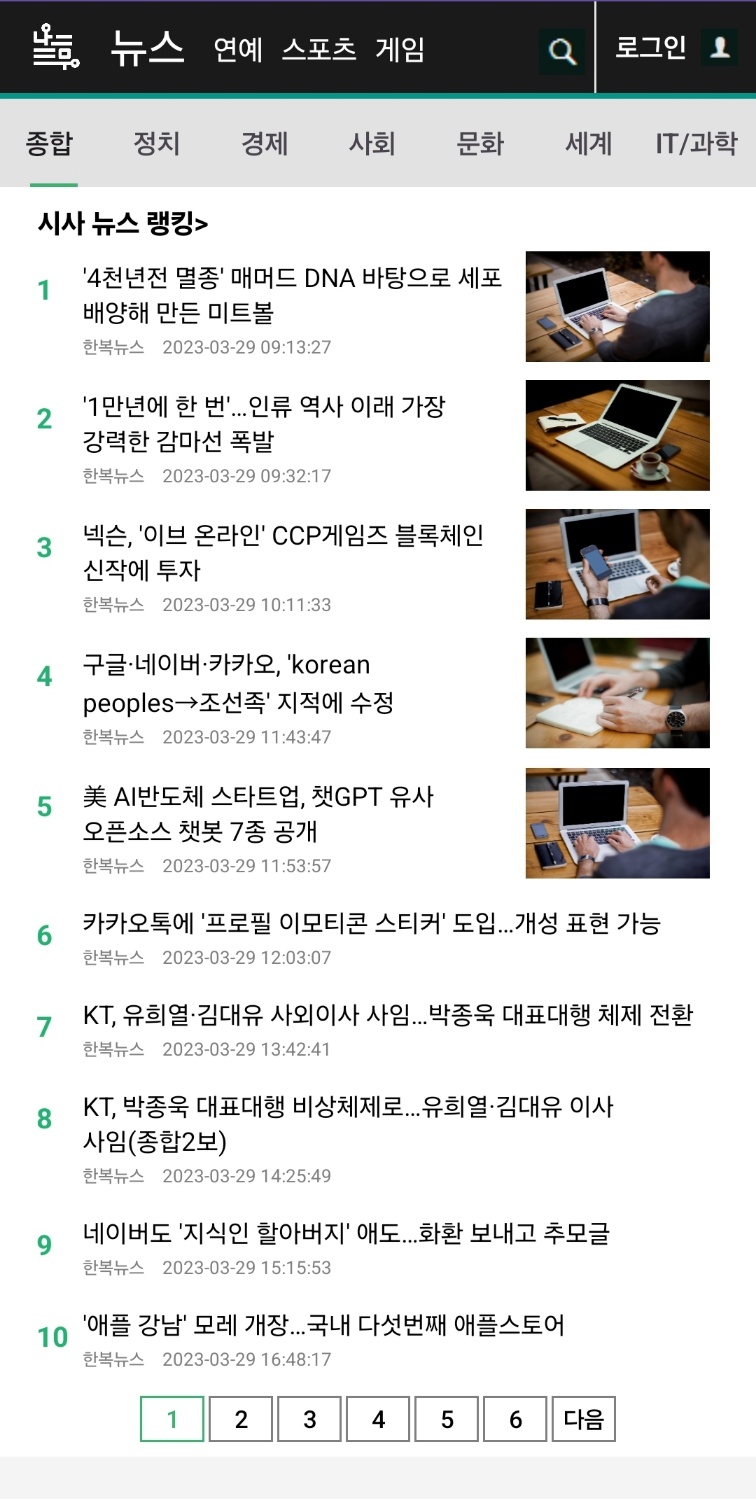 나눔
뉴스 연예 스포츠 게임 로그인
종합 정치 경제 사회 문화 세계 IT/과학
시사 뉴스 랭킹>
1 '4천년전 멸종' 매머드 DNA 바탕으로 세포
배양해 만든 미트볼
한복뉴스 2023-03-29 09:13:27
2 '1만년에 한 번'...인류 역사 이래 가장
강력한 감마선 폭발
한복뉴스 2023-03-29 09:32:17
3 넥슨, '이브 온라인' CCP게임즈 블록체인
신작에 투자
한복뉴스 2023-03-29 10:11:33
4 구글·네이버·카카오, 'korean
peoples→조선족' 지적에 수정
한복뉴스 2023-03-29 11:43:47
5 美 AI반도체 스타트업, 챗GPT 유사
오픈소스 챗봇 7종 공개
한복뉴스 2023-03-29 11:53:57
6 카카오톡에 '프로필 이모티콘 스티커' 도입...개성 표현 가능
한복뉴스 2023-03-29 12:03:07
7 KT, 유희열·김대유 사외이사 사임...박종욱 대표대행 체제 전환
한복뉴스 2023-03-29 13:42:41
8 KT, 박종욱 대표대행 비상체제로...유희열·김대유 이사
사임(종합2보)
한복뉴스 2023-03-29 14:25:49
9 네이버도 '지식인 할아버지' 애도...화환 보내고 추모글
한복뉴스 2023-03-29 15:15:53
10 '애플 강남' 모레 개장...국내 다섯번째 애플스토어
한복뉴스 2023-03-29 16:48:17
1 2 3 4 5 6 다음